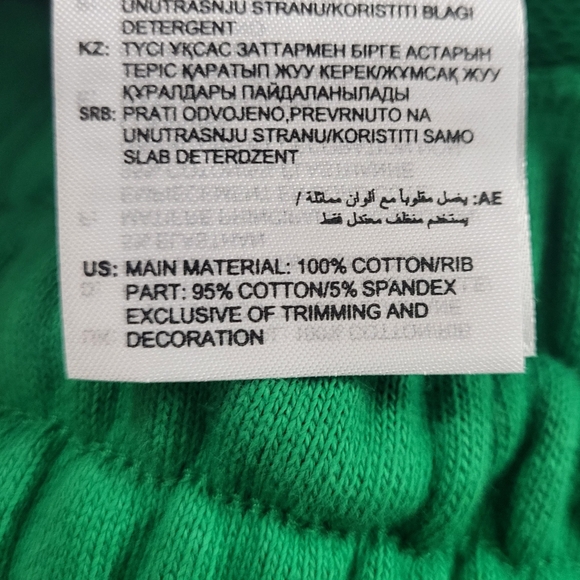 UNUTRASNJU STRANU/KORISTITI BLAGI
DETERGENT
KZ: ТҮСІ ҰҚСАС ЗАТТАРМЕН БІРГЕ АСТАРЫН
ТЕРІС ҚАРАТЫП ЖУУ КЕРЕК/ЖҰМСАҚ ЖУУ
ҚҰРАЛДАРЫ ПАЙДАЛАНЫЛАДЫ
SRB: PRATI ODVOJENO,PREVRNUTO NA
UNUTRASNJU STRANU/KORISTITI SAMO
SLAB DETERDZENT
AE: يغسل مقلوباً مع ألوان مماثلة /
يستخدم منظف معتدل فقط
US: MAIN MATERIAL: 100% COTTON/RIB
PART: 95% COTTON/5% SPANDEX
EXCLUSIVE OF TRIMMING AND
DECORATION